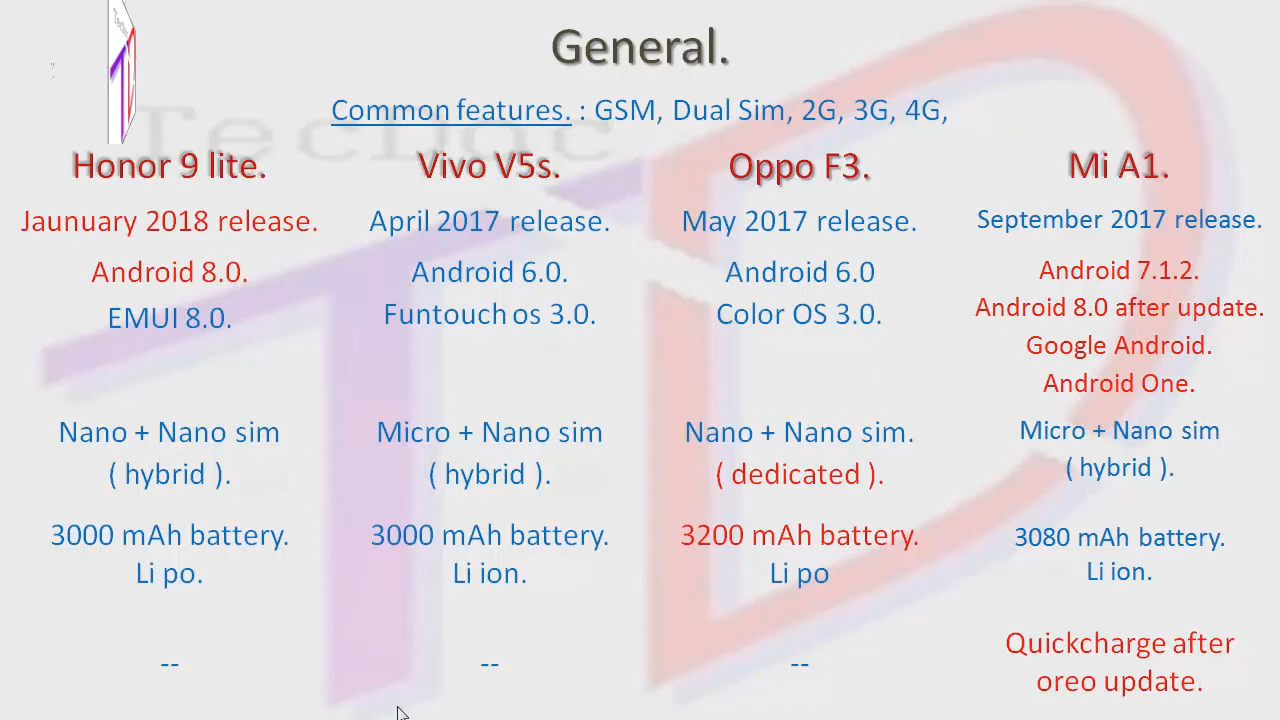 General.
Common features. : GSM, Dual Sim, 2G, 3G, 4G,
TecDoc
Honor 9 lite. Vivo V5s. Oppo F3. Mi A1.
Jaunuary 2018 release. April 2017 release. May 2017 release. September 2017 release.
Android 8.0. Android 6.0. Android 6.0 Android 7.1.2.
EMUI 8.0. Funtouch os 3.0. Color OS 3.0. Android 8.0 after update.
Google Android.
Android One.
Nano + Nano sim Micro + Nano sim Nano + Nano sim. Micro + Nano sim
( hybrid ). ( hybrid ). ( dedicated ). ( hybrid ).
3000 mAh battery. 3000 mAh battery. 3200 mAh battery. 3080 mAh battery.
Li po. Li ion. Li po Li ion.
-- -- -- Quickcharge after
oreo update.